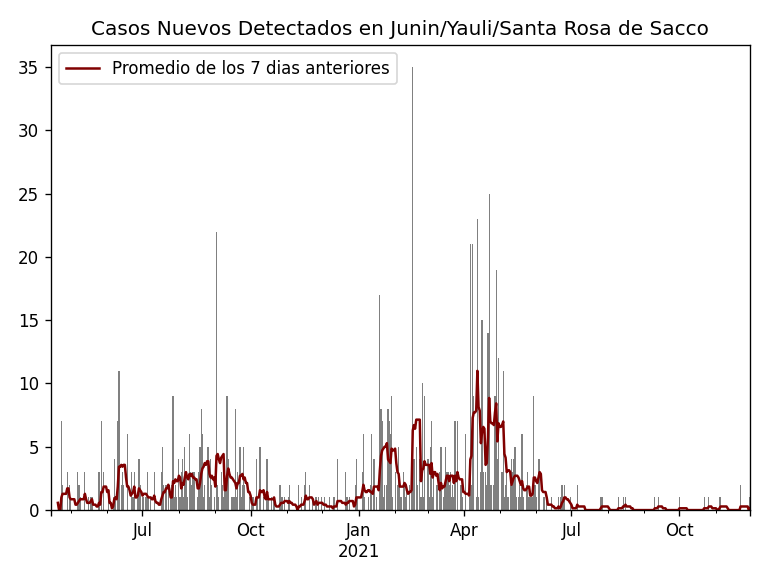 Casos Nuevos Detectados en Junin/Yauli/Santa Rosa de Sacco
Promedio de los 7 dias anteriores
35
30
25
20
15
10
5
0
Jul
Oct
Jan
2021
Apr
Jul
Oct